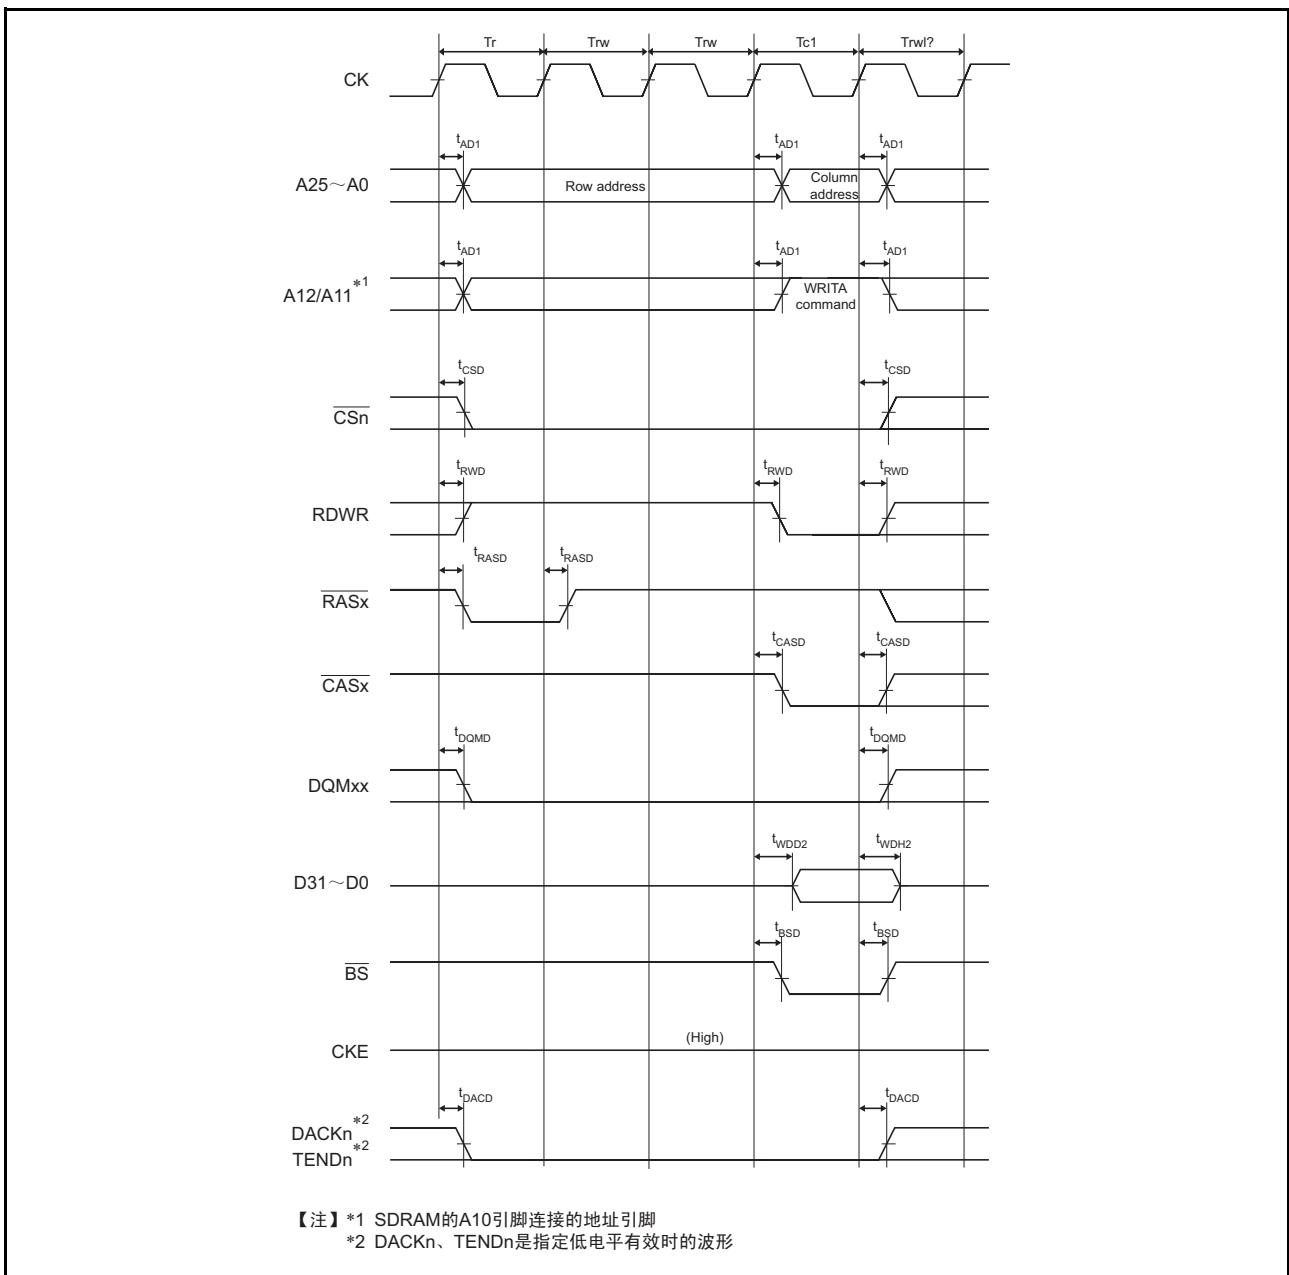 Tr Trw Trw Tc1 Trwl?
CK
tAD1 tAD1 tAD1
A25～A0 Row address Column address
tAD1 tAD1 tAD1
A12/A11*1 WRITA command
tCSD tCSD
CSn
tRWD tRWD tRWD
RDWR
tRASD tRASD
RASx
tCASD tCASD
CASx
tDQMD tDQMD
DQMxx
tWDD2 tWDH2
D31～D0
tBSD tBSD
BS
(High)
CKE
tDACD tDACD
DACKn*2
TENDn*2
【注】*1 SDRAM的A10引脚连接的地址引脚
*2 DACKn、TENDn是指定低电平有效时的波形